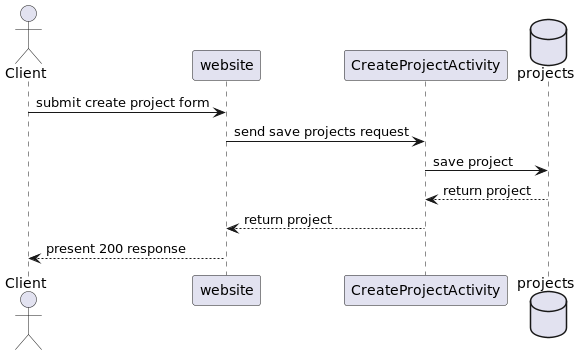 Client
website
CreateProjectActivity
projects
submit create project form
send save projects request
save project
return project
return project
present 200 response
Client
website
CreateProjectActivity
projects